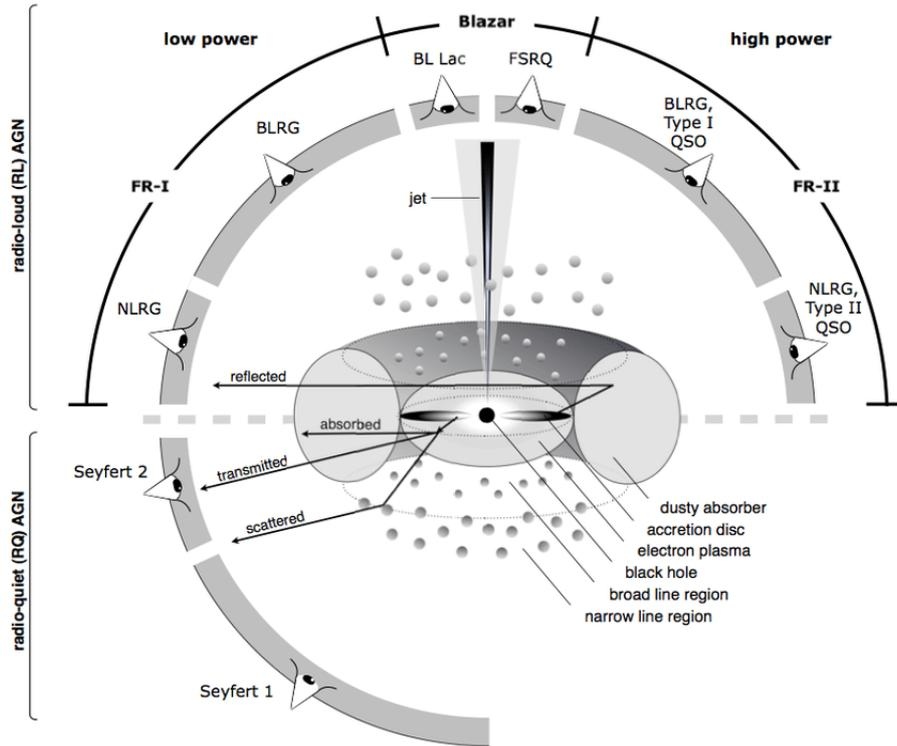 Blazar
low power
high power
BL Lac
FSRQ
BLRG
BLRG,
Type I
QSO
radio-loud (RL) AGN
FR-I
FR-II
jet
NLRG
NLRG,
Type II
QSO
reflected
absorbed
transmitted
scattered
Seyfert 2
radio-quiet (RQ) AGN
dusty absorber
accretion disc
electron plasma
black hole
broad line region
narrow line region
Seyfert 1